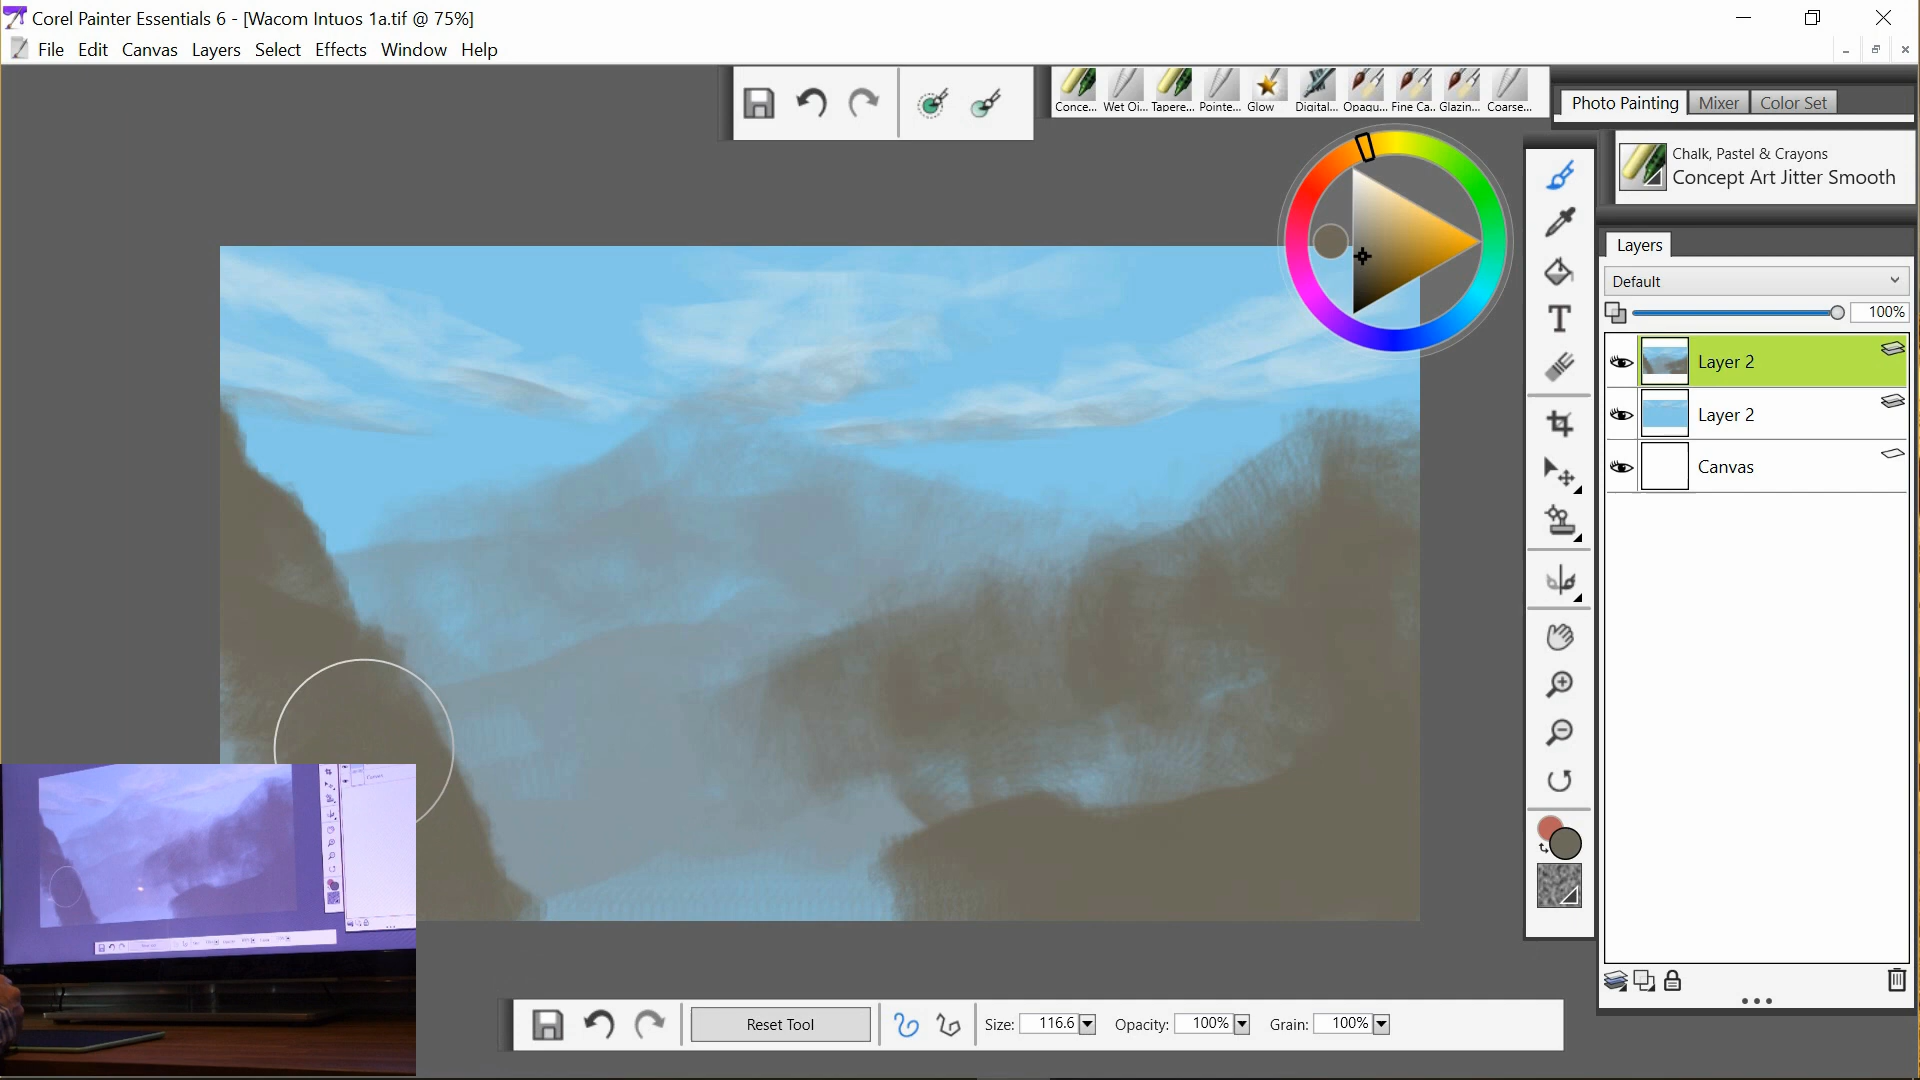 Corel Painter Essentials 6 - [Wacom Intuos 1a.tif @ 75%]
File Edit Canvas Layers Select Effects Window Help
Conce... Wet Oi... Tapere... Pointe... Glow Digital... Opaqu... Fine Ca.. Glazin... Coarse...
Photo Painting Mixer Color Set
Chalk, Pastel & Crayons
Concept Art Jitter Smooth
Layers
Default
100%
Layer 2
Layer 2
Canvas
T
Reset Tool
Size: 116.6 Opacity: 100% Grain: 100%